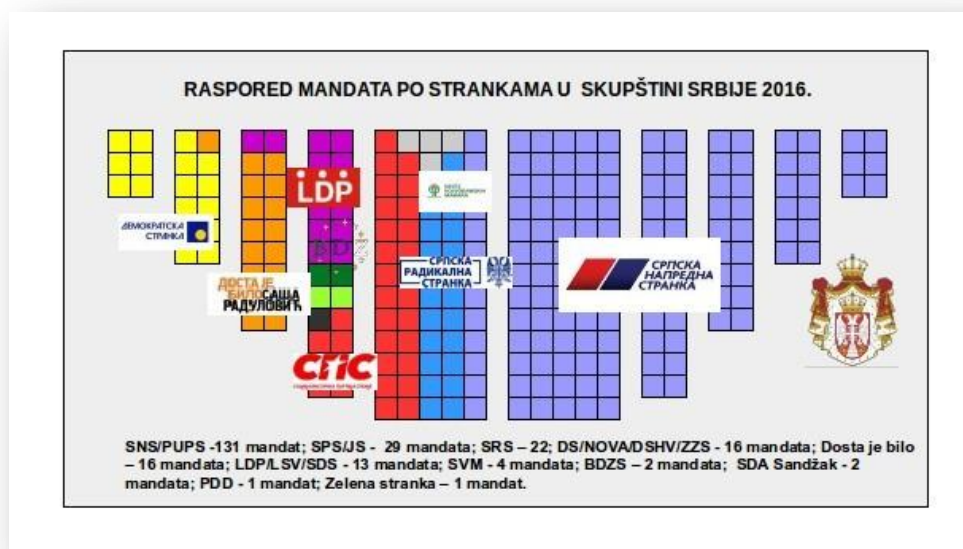 RASPORED MANDATA PO STRANKAMA U SKUPŠTINI SRBIJE 2016.
ДЕМОКРАТСКА
СТРАНКА
LDP
СРПСКА
РАДИКАЛНА
СТРАНКА
СРПСКА
НАПРЕДНА
СТРАНКА
ДОСТА ЈЕ
БИЛО САША
РАДУЛОВИЋ
СПС
SNS/PUPS -131 mandat; SPS/JS - 29 mandata; SRS – 22; DS/NOVA/DSHV/ZZS - 16 mandata; Dosta je bilo
– 16 mandata; LDP/LSV/SDS - 13 mandata; SVM - 4 mandata; BDZS – 2 mandata; SDA Sandžak - 2
mandata; PDD - 1 mandat; Zelena stranka – 1 mandat.